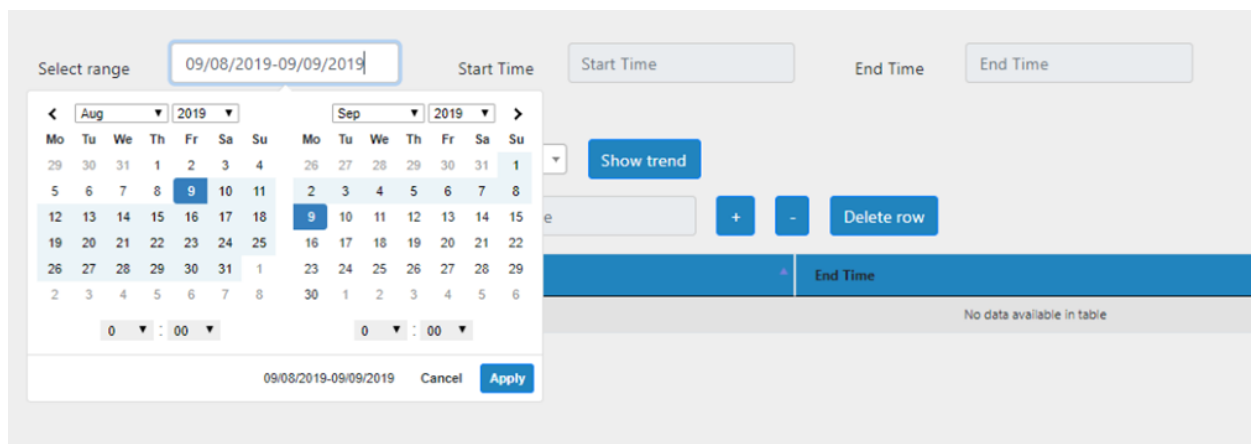 Select range 09/08/2019-09/09/2019 Start Time Start Time End Time End Time
Aug 2019 Sep 2019
Mo Tu We Th Fr Sa Su Mo Tu We Th Fr Sa Su
29 30 31 1 2 3 4 26 27 28 29 30 31 1
Show trend
5 6 7 8 9 10 11 2 3 4 5 6 7 8
12 13 14 15 16 17 18 9 10 11 12 13 14 15
e + - Delete row
19 20 21 22 23 24 25 16 17 18 19 20 21 22
26 27 28 29 30 31 1 23 24 25 26 27 28 29
End Time
2 3 4 5 6 7 8 30 1 2 3 4 5 6
No data available in table
0 : 00 0 : 00
09/08/2019-09/09/2019 Cancel Apply